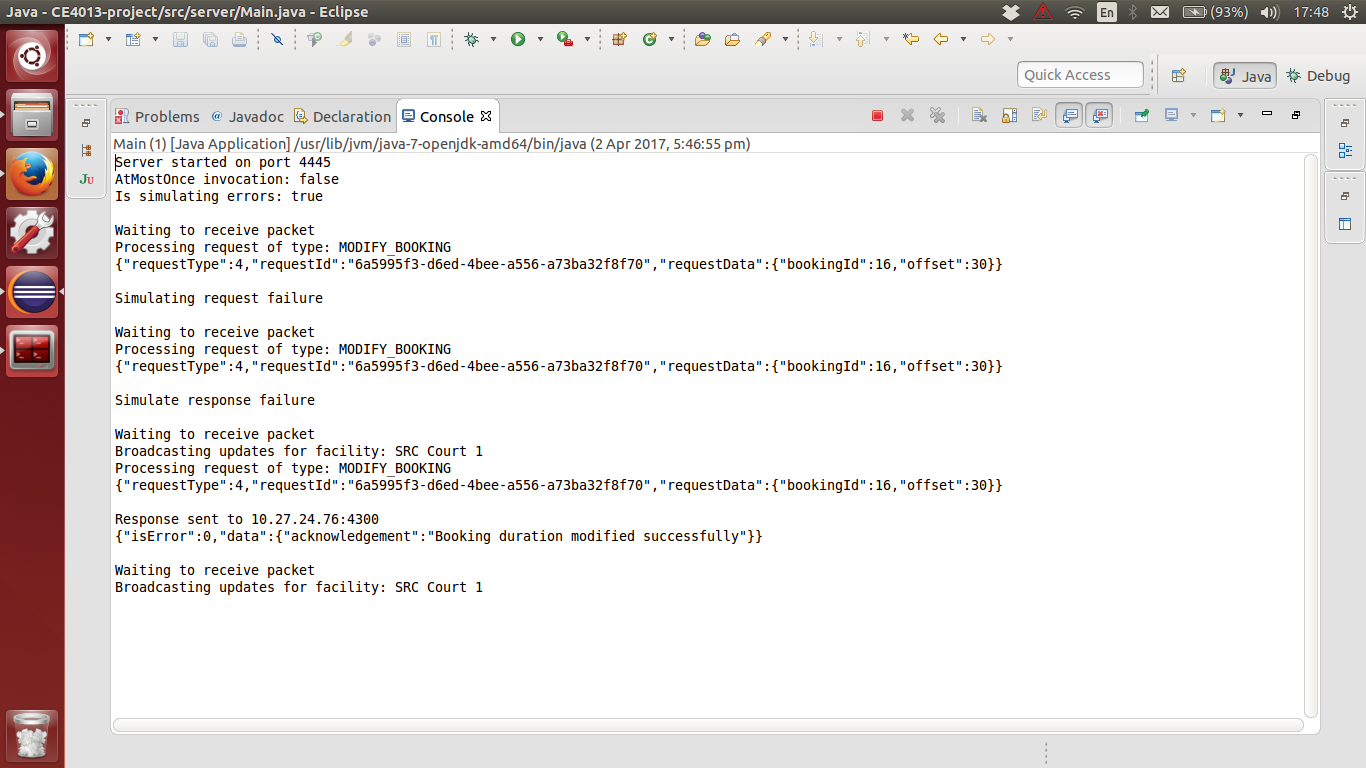 Java - CE4013-project/src/server/Main.java - Eclipse
En
(93%)
17:48
Quick Access
Java
Debug
Problems
@ Javadoc
Declaration
Console
JU
Main (1) [Java Application] /usr/lib/jvm/java-7-openjdk-amd64/bin/java (2 Apr 2017, 5:46:55 pm)
Server started on port 4445
AtMostOnce invocation: false
Is simulating errors: true
Waiting to receive packet
Processing request of type: MODIFY_BOOKING
{"requestType":4,"requestId":"6a5995f3-d6ed-4bee-a556-a73ba32f8f70","requestData":{"bookingId":16,"offset":30}}
Simulating request failure
Waiting to receive packet
Processing request of type: MODIFY_BOOKING
{"requestType":4,"requestId":"6a5995f3-d6ed-4bee-a556-a73ba32f8f70","requestData":{"bookingId":16,"offset":30}}
Simulate response failure
Waiting to receive packet
Broadcasting updates for facility: SRC Court 1
Processing request of type: MODIFY_BOOKING
{"requestType":4,"requestId":"6a5995f3-d6ed-4bee-a556-a73ba32f8f70","requestData":{"bookingId":16,"offset":30}}
Response sent to 10.27.24.76:4300
{"isError":0,"data":{"acknowledgement":"Booking duration modified successfully"}}
Waiting to receive packet
Broadcasting updates for facility: SRC Court 1